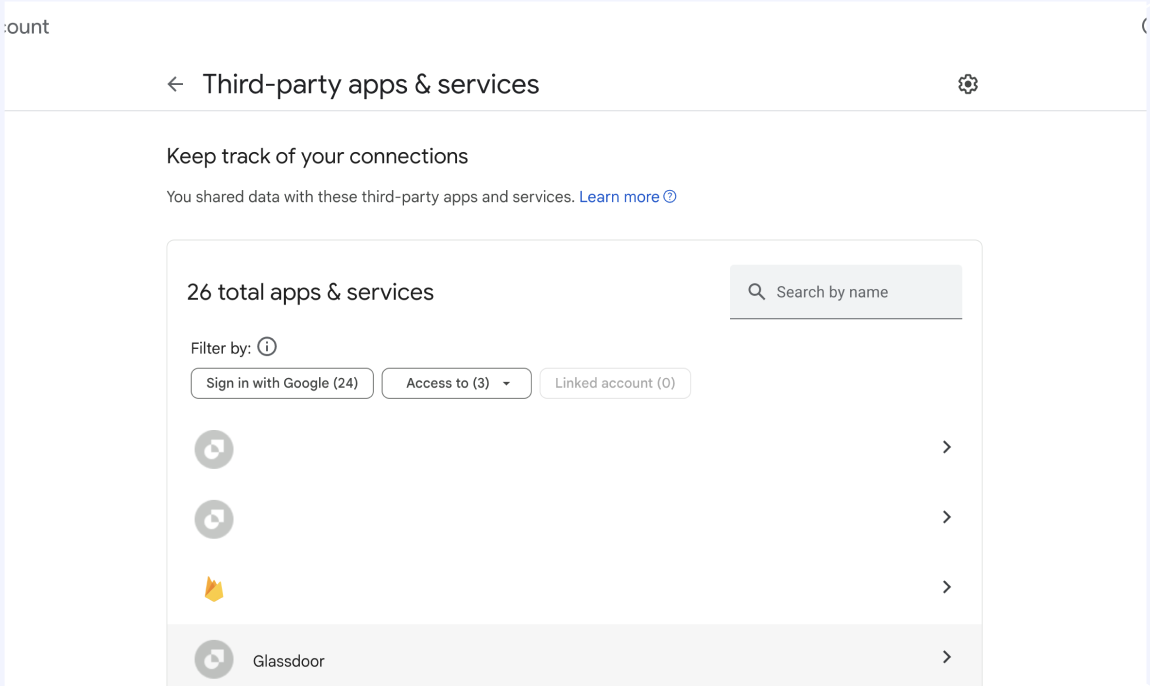 count
Third-party apps & services
Keep track of your connections
You shared data with these third-party apps and services. Learn more
26 total apps & services
Search by name
Filter by:
Sign in with Google (24) Access to (3) Linked account (0)
Glassdoor